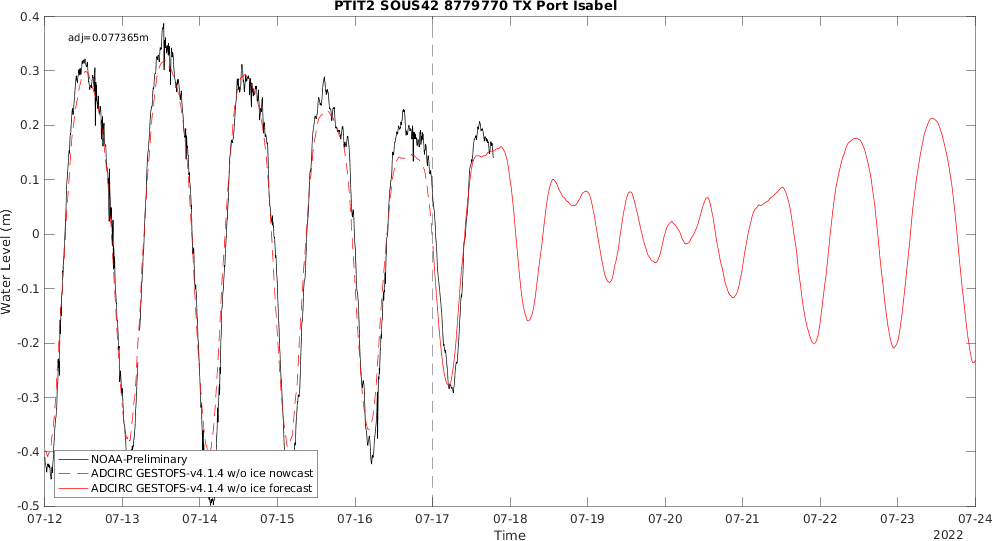 PTIT2 SOUS42 8779770 TX Port Isabel
adj=0.077365m
0.4
0.3
0.2
0.1
0
-0.1
-0.2
-0.3
-0.4
-0.5
Water Level (m)
NOAA-Preliminary
ADCIRC GESTOFS-v4.1.4 w/o ice nowcast
ADCIRC GESTOFS-v4.1.4 w/o ice forecast
07-12 07-13 07-14 07-15 07-16 07-17 07-18 07-19 07-20 07-21 07-22 07-23 07-24
Time
2022